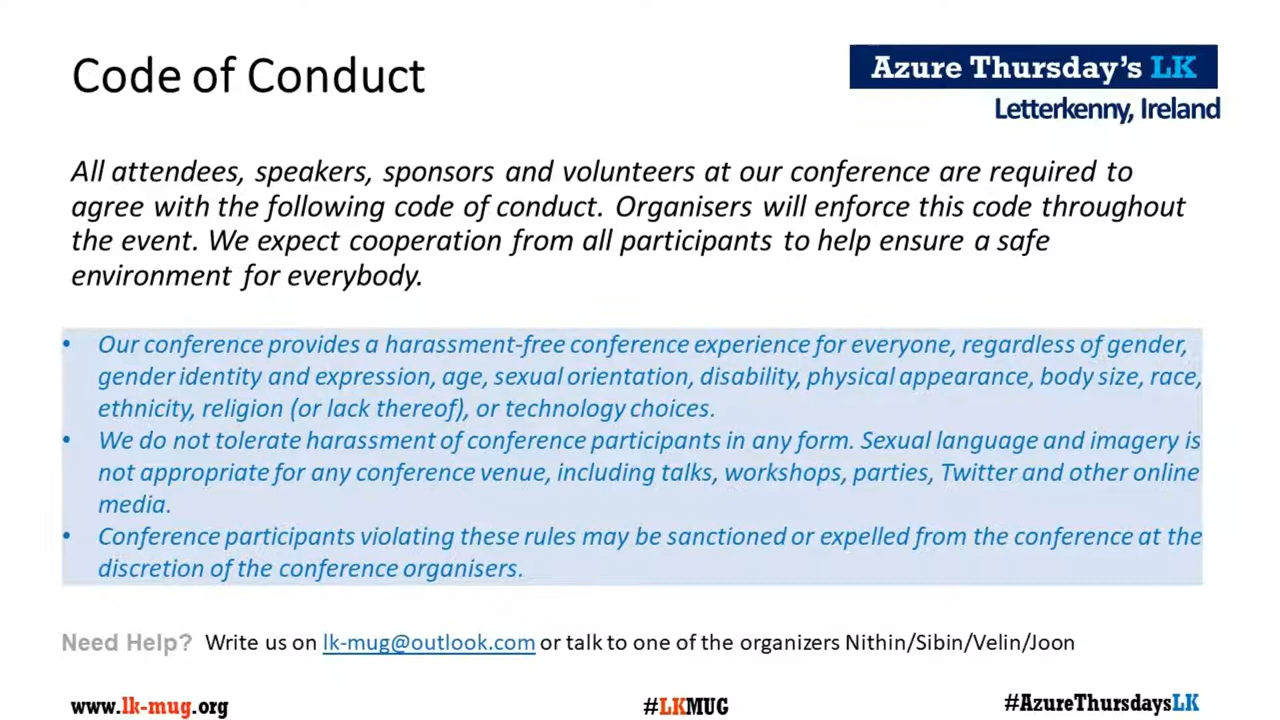 Code of Conduct
Azure Thursday's LK
Letterkenny, Ireland
All attendees, speakers, sponsors and volunteers at our conference are required to
agree with the following code of conduct. Organisers will enforce this code throughout
the event. We expect cooperation from all participants to help ensure a safe
environment for everybody.
• Our conference provides a harassment-free conference experience for everyone, regardless of gender,
gender identity and expression, age, sexual orientation, disability, physical appearance, body size, race,
ethnicity, religion (or lack thereof), or technology choices.
• We do not tolerate harassment of conference participants in any form. Sexual language and imagery is
not appropriate for any conference venue, including talks, workshops, parties, Twitter and other online
media.
• Conference participants violating these rules may be sanctioned or expelled from the conference at the
discretion of the conference organisers.
Need Help? Write us on lk-mug@outlook.com or talk to one of the organizers Nithin/Sibin/Velin/Joon
www.lk-mug.org #LKMUG #AzureThursdaysLK